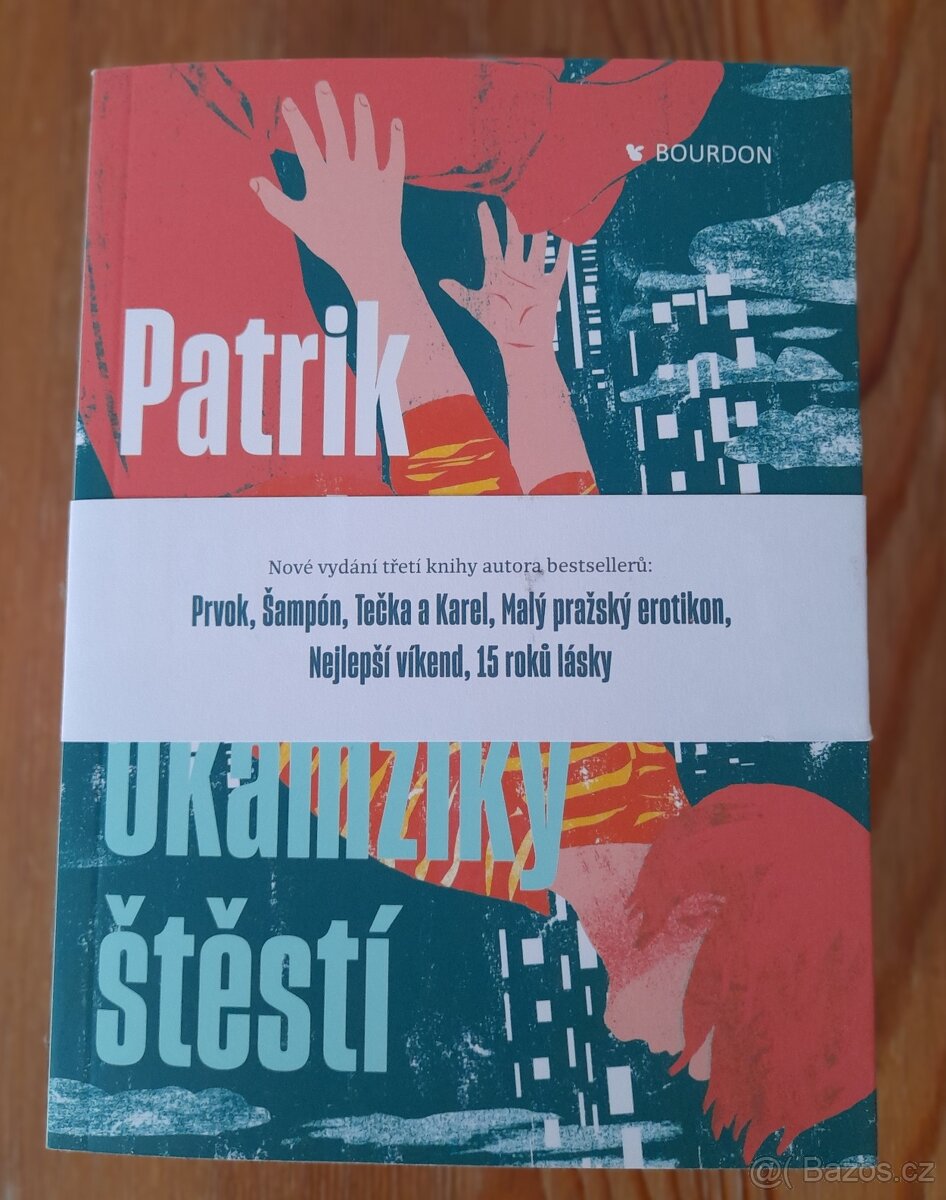 BOURDON
Patrik
Nové vydání třetí knihy autora bestsellerů:
Prvok, Šampón, Tečka a Karel, Malý pražský erotikon,
Nejlepší víkend, 15 roků lásky
okamžiky
štěstí
@( Bazos.cz